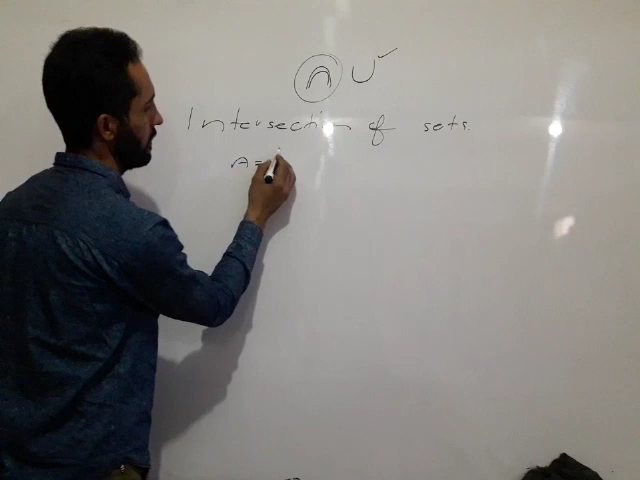 ∩ U
Intersection of sets.
A =